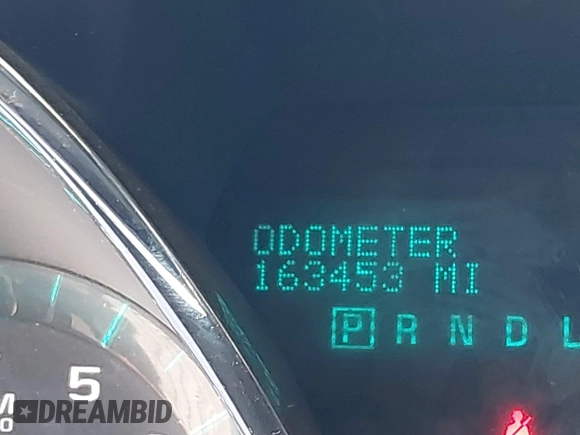 ODOMETER
163453 MI
P R N D L
5
DREAMBID